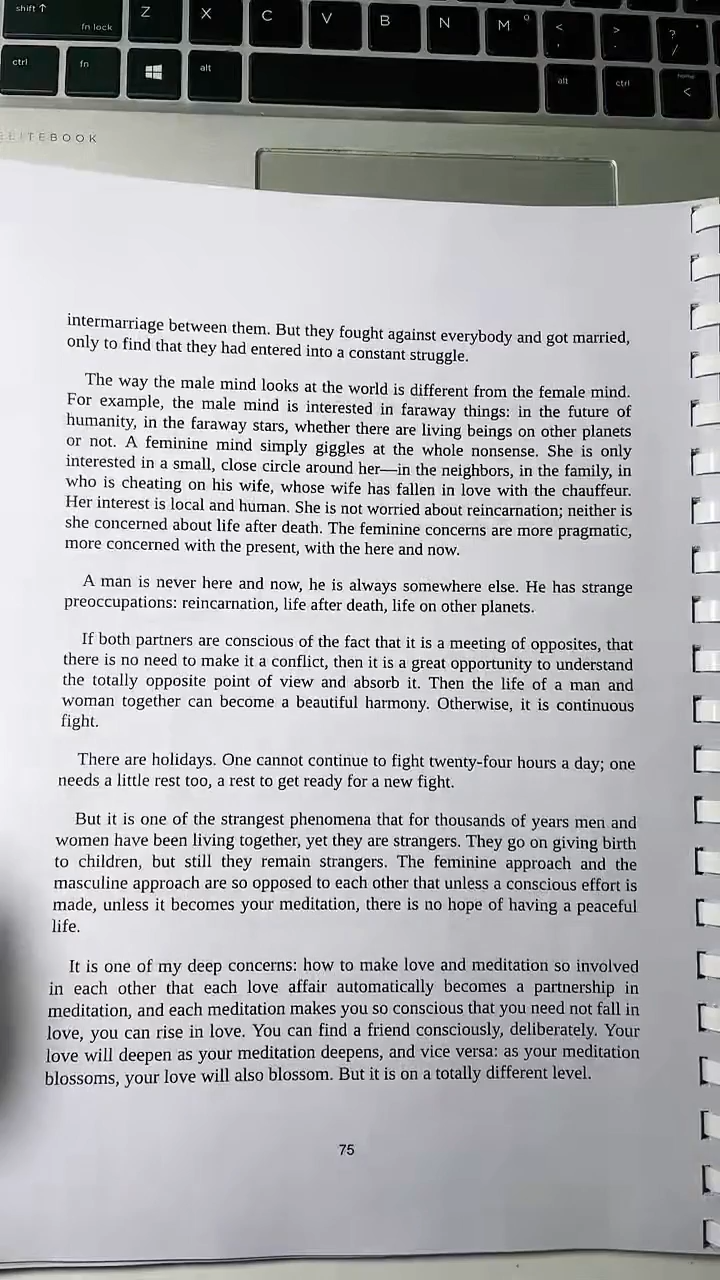 shift ↑
fn lock
Z
X
C
V
B
N
M
<
,
>
.
?
/
ctrl
fn
alt
alt
ctrl
home
<
ELITEBOOK
intermarriage between them. But they fought against everybody and got married,
only to find that they had entered into a constant struggle.
The way the male mind looks at the world is different from the female mind.
For example, the male mind is interested in faraway things: in the future of
humanity, in the faraway stars, whether there are living beings on other planets
or not. A feminine mind simply giggles at the whole nonsense. She is only
interested in a small, close circle around her—in the neighbors, in the family, in
who is cheating on his wife, whose wife has fallen in love with the chauffeur.
Her interest is local and human. She is not worried about reincarnation; neither is
she concerned about life after death. The feminine concerns are more pragmatic,
more concerned with the present, with the here and now.
A man is never here and now, he is always somewhere else. He has strange
preoccupations: reincarnation, life after death, life on other planets.
If both partners are conscious of the fact that it is a meeting of opposites, that
there is no need to make it a conflict, then it is a great opportunity to understand
the totally opposite point of view and absorb it. Then the life of a man and
woman together can become a beautiful harmony. Otherwise, it is continuous
fight.
There are holidays. One cannot continue to fight twenty-four hours a day; one
needs a little rest too, a rest to get ready for a new fight.
But it is one of the strangest phenomena that for thousands of years men and
women have been living together, yet they are strangers. They go on giving birth
to children, but still they remain strangers. The feminine approach and the
masculine approach are so opposed to each other that unless a conscious effort is
made, unless it becomes your meditation, there is no hope of having a peaceful
life.
It is one of my deep concerns: how to make love and meditation so involved
in each other that each love affair automatically becomes a partnership in
meditation, and each meditation makes you so conscious that you need not fall in
love, you can rise in love. You can find a friend consciously, deliberately. Your
love will deepen as your meditation deepens, and vice versa: as your meditation
blossoms, your love will also blossom. But it is on a totally different level.
75